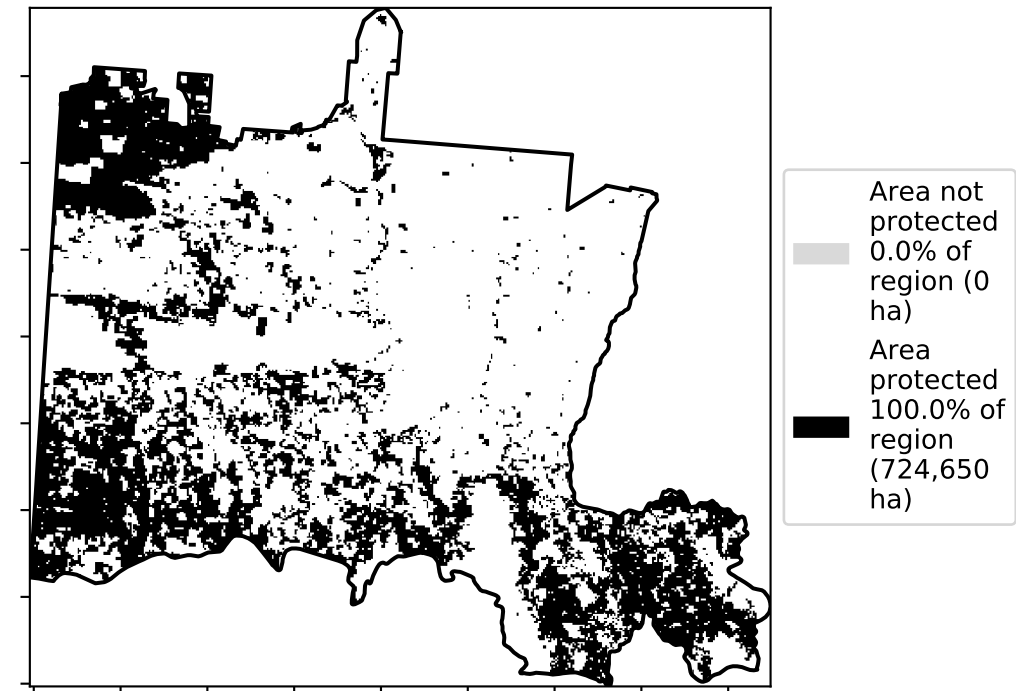 Area not
protected
0.0% of
region (0
ha)
Area
protected
100.0% of
region
(724,650
ha)